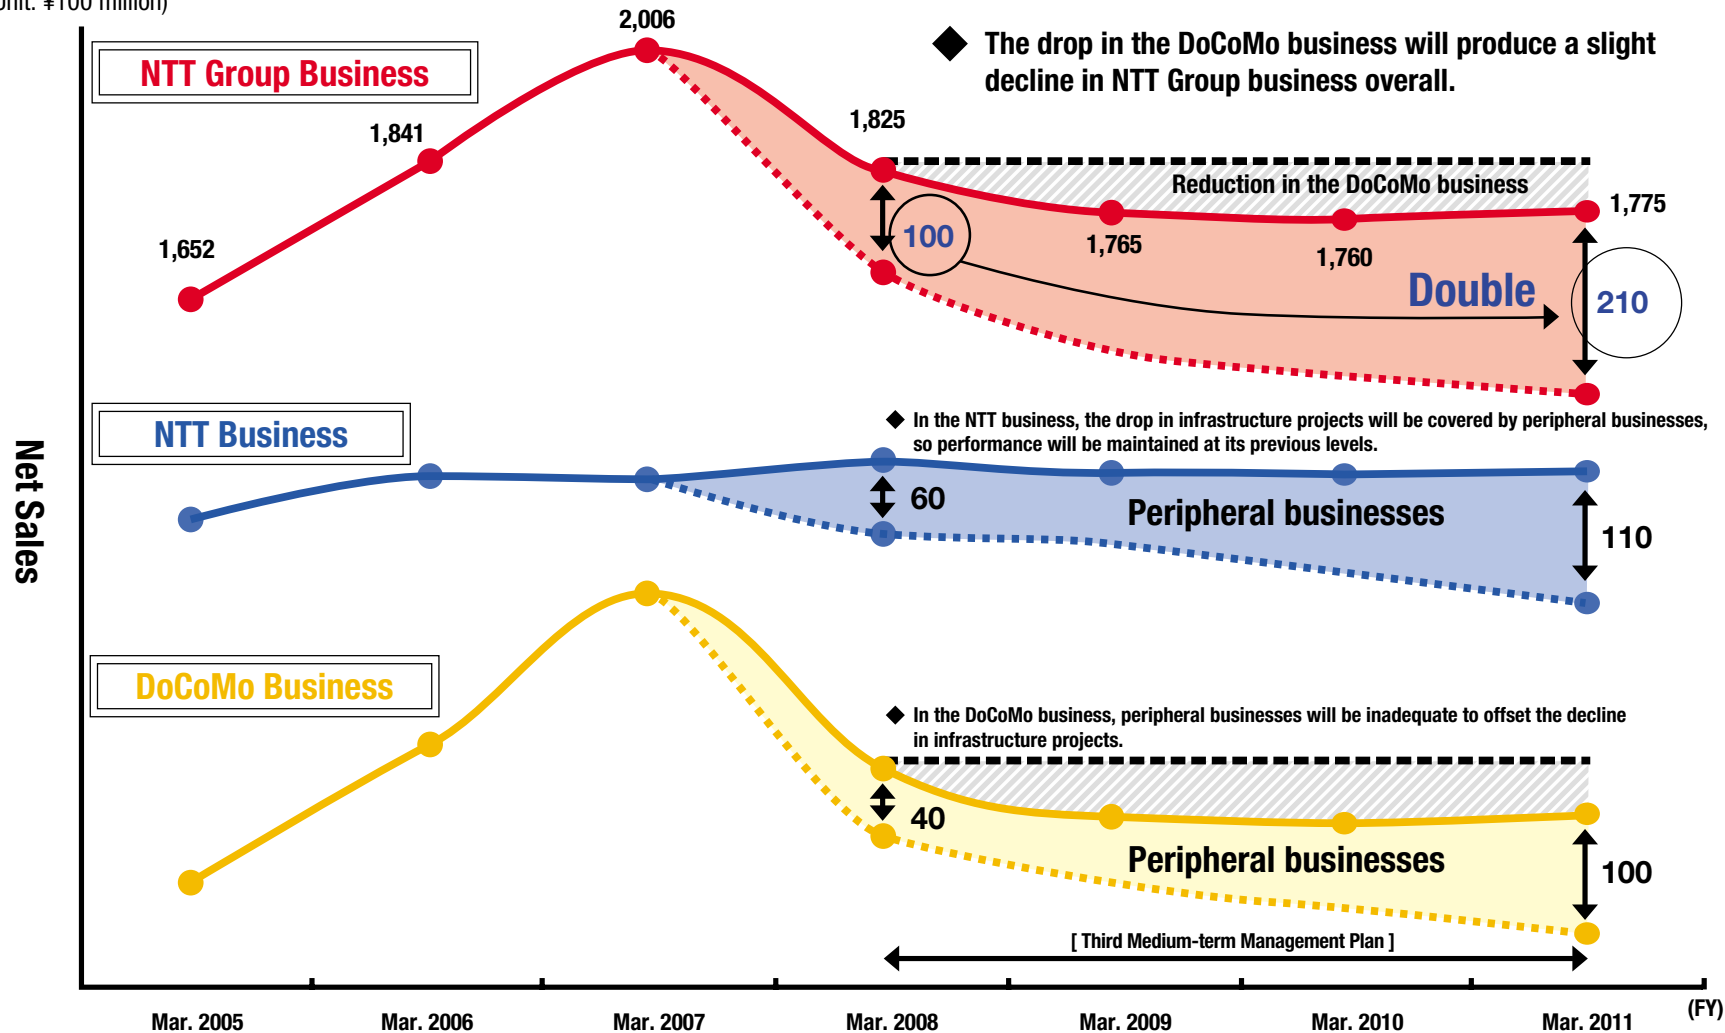 Unit: ¥100 million)
2,006
◆ The drop in the DoCoMo business will produce a slight
decline in NTT Group business overall.
NTT Group Business
1,841
1,825
Reduction in the DoCoMo business
1,775
1,652
100
1,765
1,760
Double
210
◆ In the NTT business, the drop in infrastructure projects will be covered by peripheral businesses,
so performance will be maintained at its previous levels.
NTT Business
Net Sales
60
Peripheral businesses
110
DoCoMo Business
◆ In the DoCoMo business, peripheral businesses will be inadequate to offset the decline
in infrastructure projects.
40
Peripheral businesses
100
[ Third Medium-term Management Plan ]
Mar. 2005 Mar. 2006 Mar. 2007 Mar. 2008 Mar. 2009 Mar. 2010 Mar. 2011 (FY)